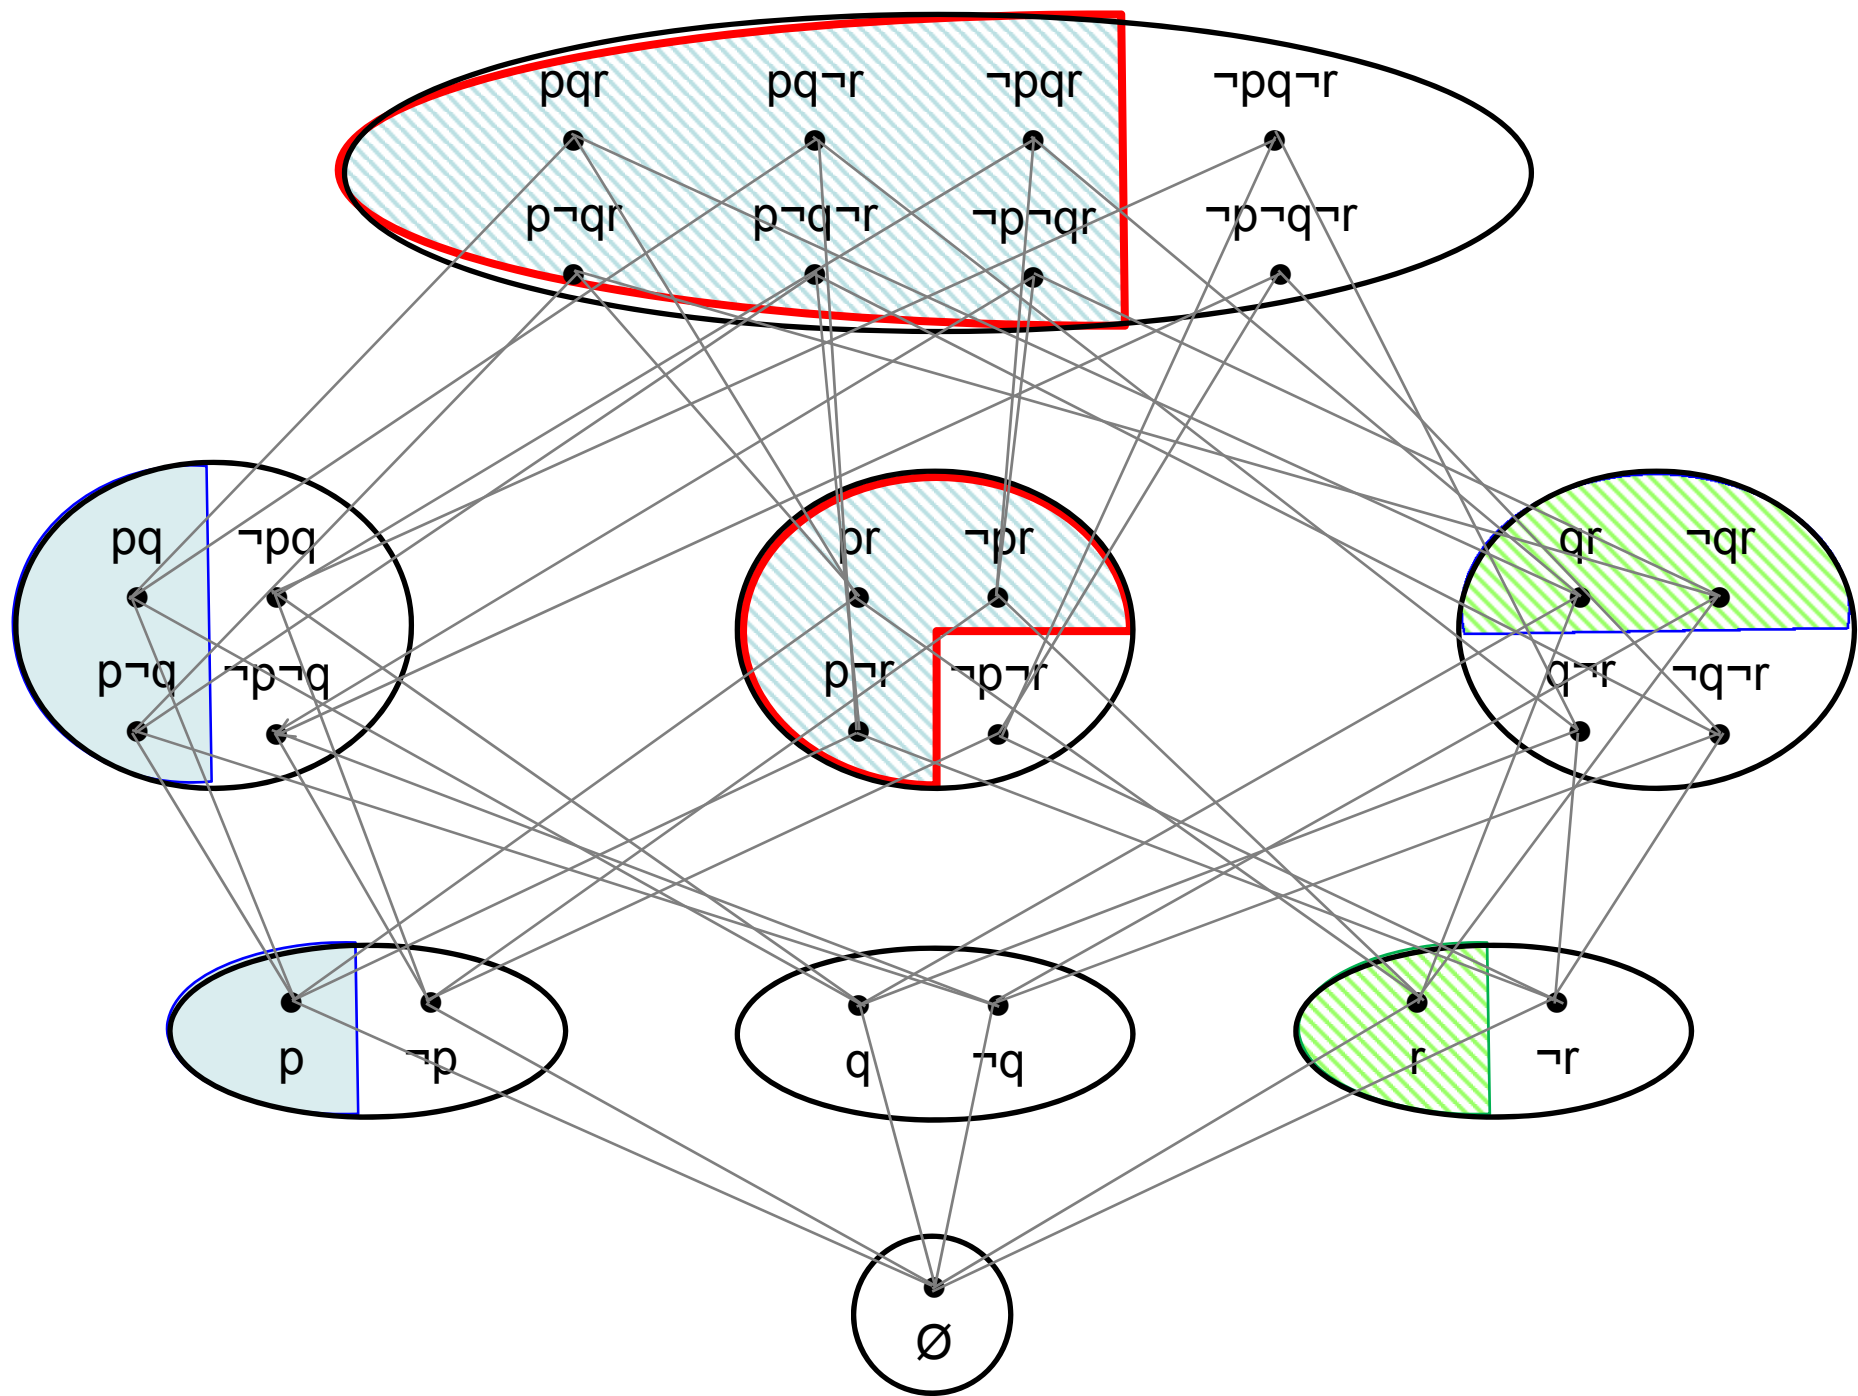 pqr pq¬r ¬pqr ¬pq¬r
p¬qr p¬q¬r ¬p¬qr ¬p¬q¬r
pq ¬pq pr ¬pr qr ¬qr
p¬q ¬p¬q p¬r ¬p¬r q¬r ¬q¬r
p ¬p q ¬q r ¬r
Ø